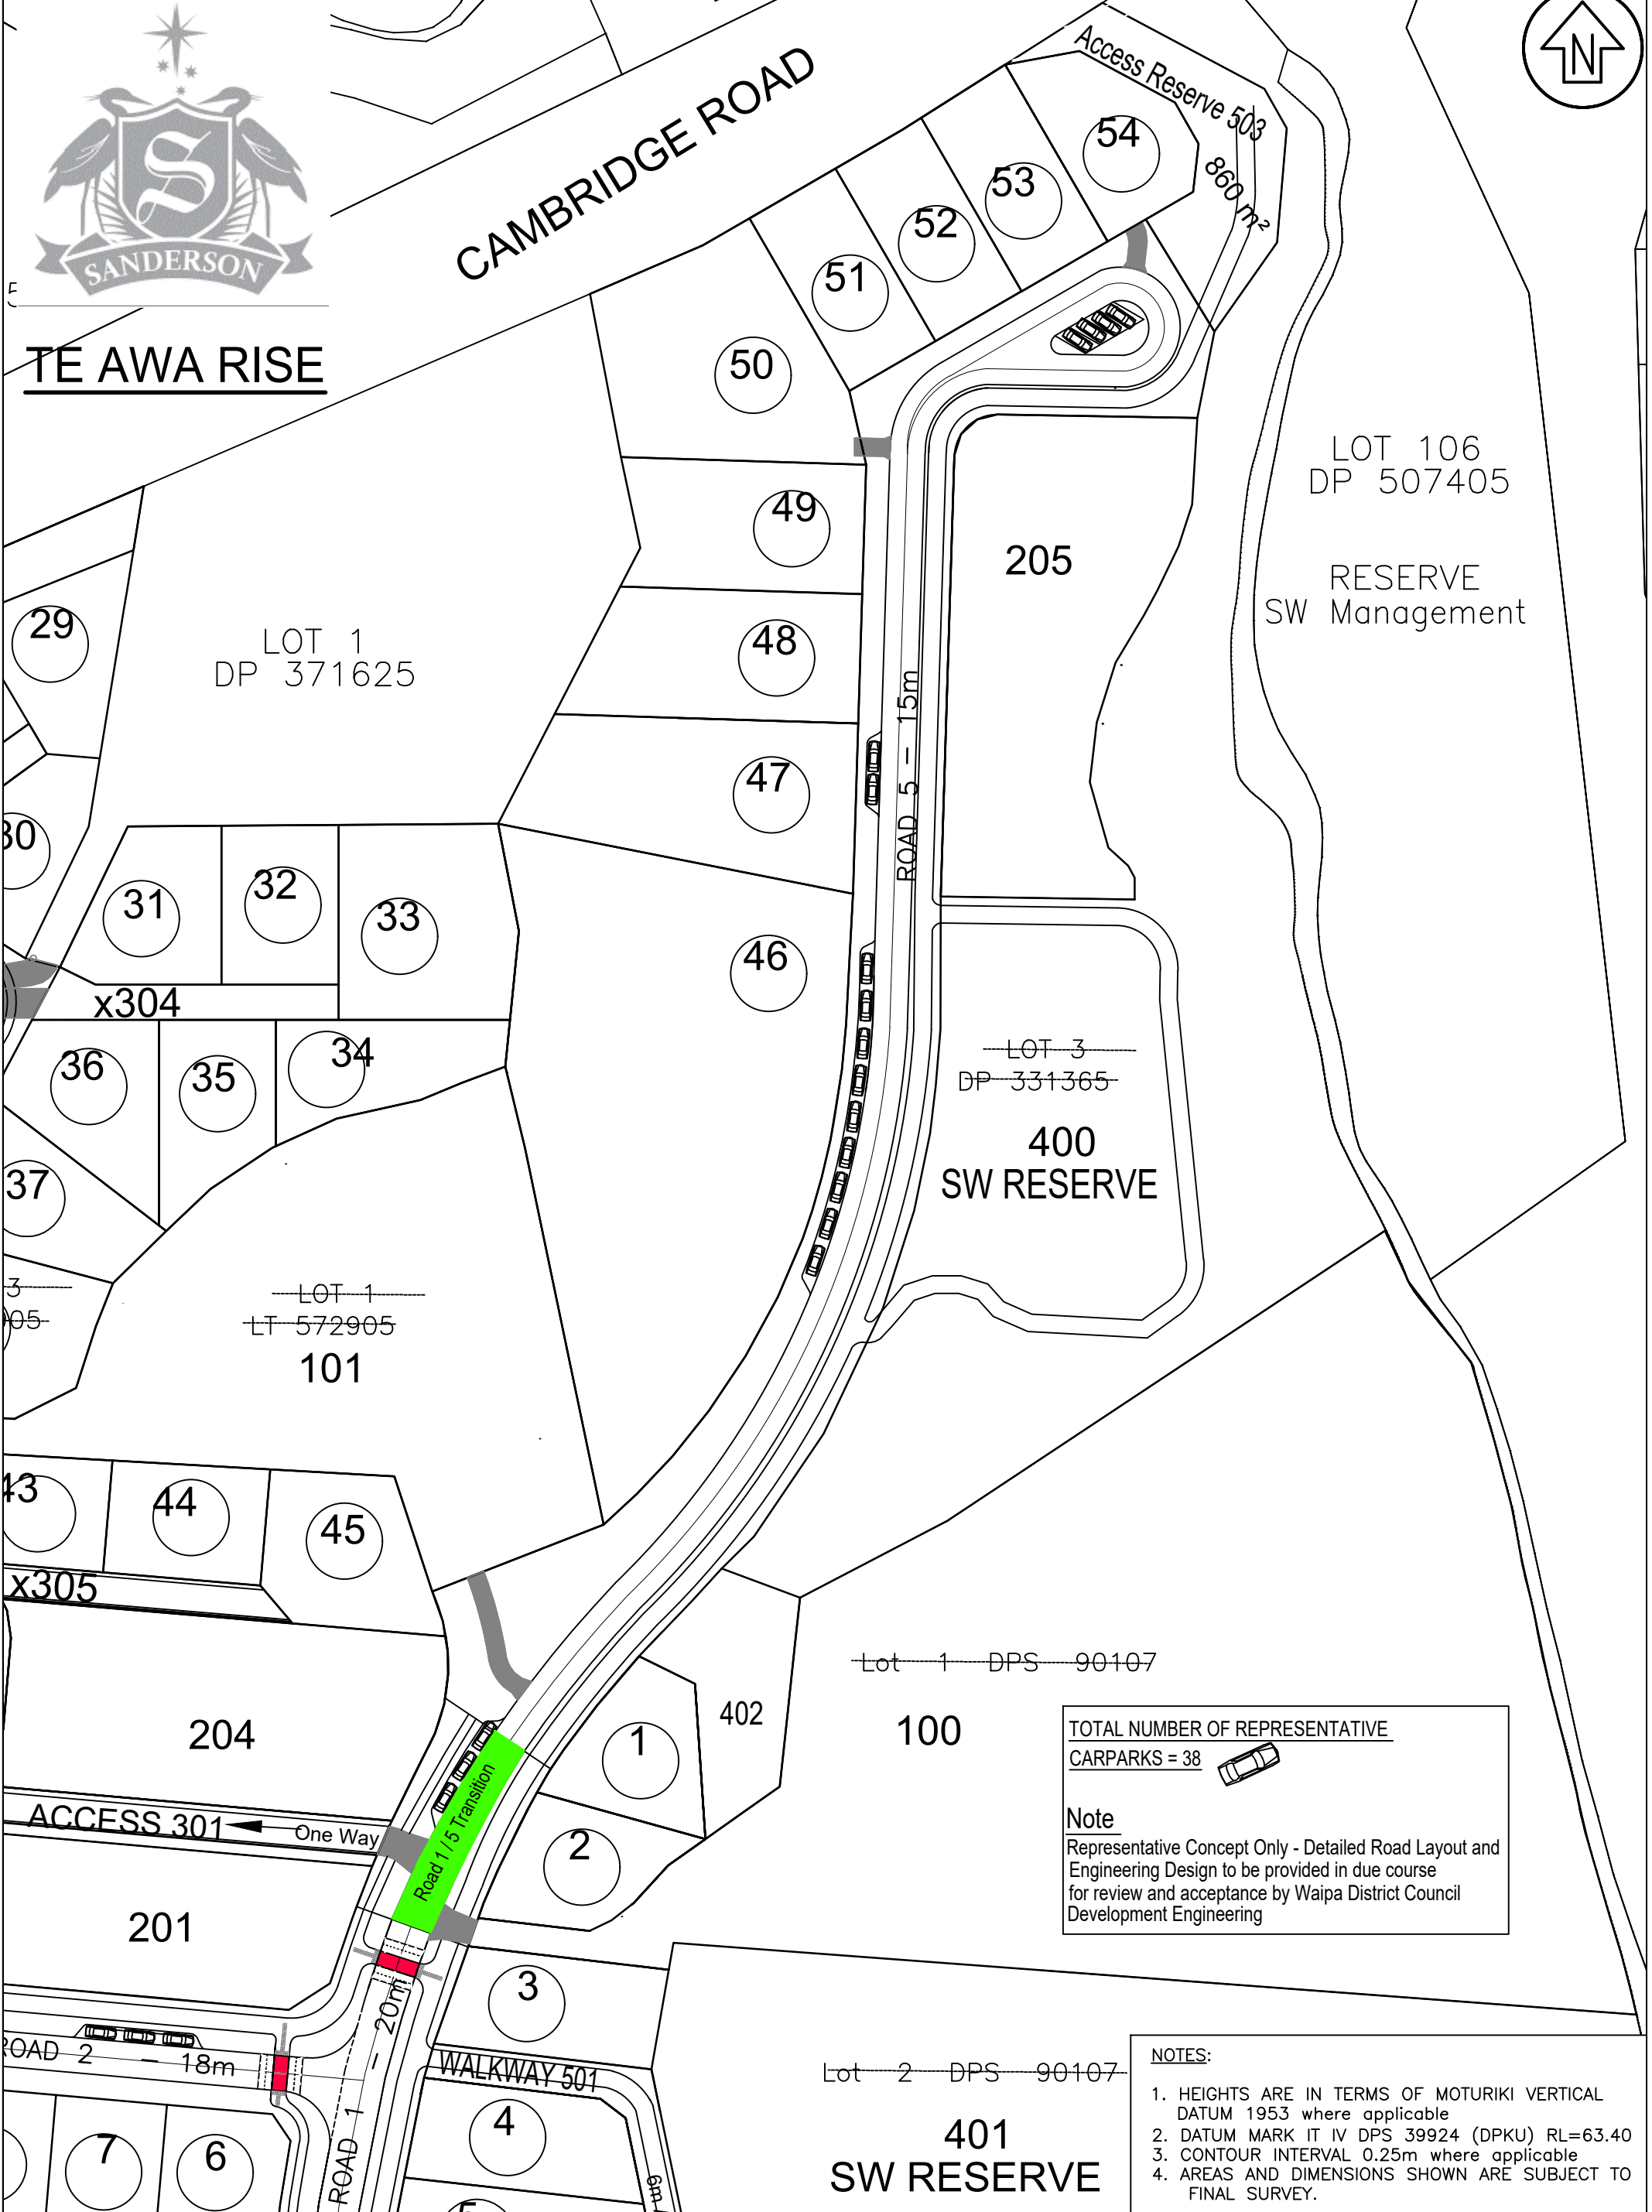 S
SANDERSON
TE AWA RISE
CAMBRIDGE ROAD
Access Reserve 503
860 m²
N
54
53
52
51
50
49
48
47
46
205
LOT 106
DP 507405
RESERVE
SW Management
29
LOT 1
DP 371625
30
31
32
33
x304
36
35
34
37
ROAD 5 – 15m
LOT 3
DP 331365
400
SW RESERVE
3
05
LOT 1
LT 572905
101
43
44
45
x305
204
1
402
Lot 1 DPS 90107
100
TOTAL NUMBER OF REPRESENTATIVE
CARPARKS = 38
Note
Representative Concept Only - Detailed Road Layout and
Engineering Design to be provided in due course
for review and acceptance by Waipa District Council
Development Engineering
ACCESS 301
One Way
Road 1 / 5 Transition
2
201
3
ROAD 2 – 18m
ROAD 1 – 20m
WALKWAY 501
4
7
6
6m
Lot 2 DPS 90107
401
SW RESERVE
NOTES:
1. HEIGHTS ARE IN TERMS OF MOTURIKI VERTICAL
DATUM 1953 where applicable
2. DATUM MARK IT IV DPS 39924 (DPKU) RL=63.40
3. CONTOUR INTERVAL 0.25m where applicable
4. AREAS AND DIMENSIONS SHOWN ARE SUBJECT TO
FINAL SURVEY.